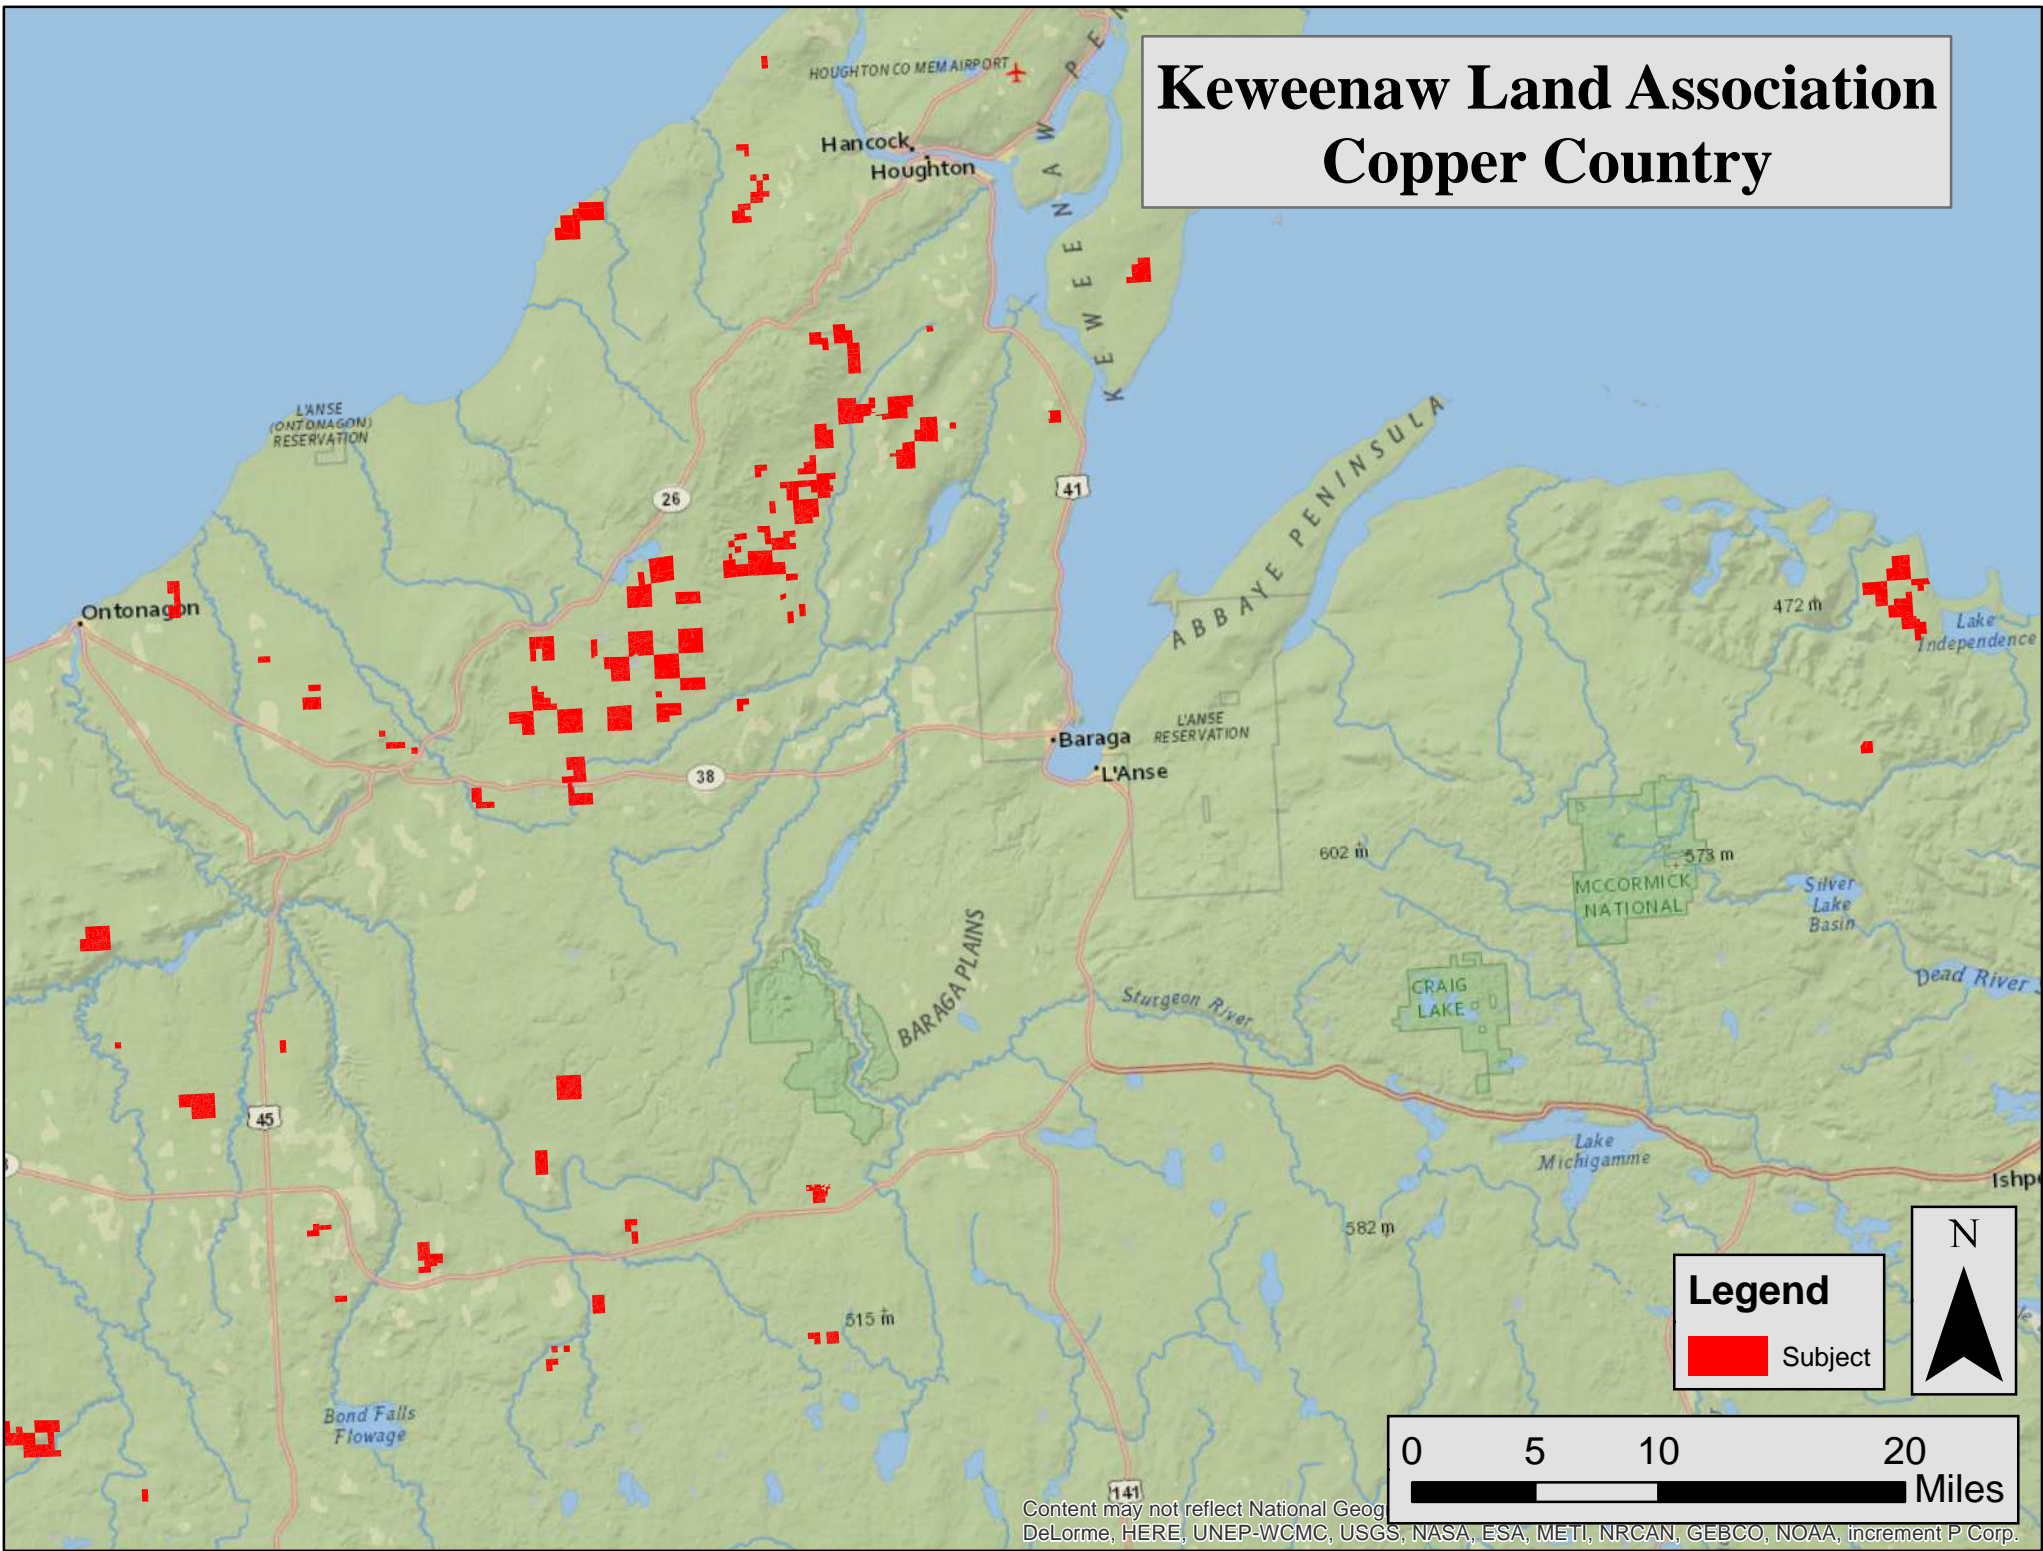 Keweenaw Land Association
Copper Country
HOUGHTON CO MEM AIRPORT
Hancock
Houghton
KEWEENAW PEN
L'ANSE
(ONTONAGON)
RESERVATION
26
41
ABBAYE PENINSULA
Ontonagon
472 m
Lake
Independence
Baraga
L'ANSE
RESERVATION
L'Anse
38
602 m
573 m
MCCORMICK
NATIONAL
Silver
Lake
Basin
BARAGA PLAINS
Dead River
CRAIG
LAKE
Sturgeon River
45
Lake
Michigamme
Ishpe
582 m
515 m
Bond Falls
Flowage
141
N
Legend
Subject
0 5 10 20
Miles
Content may not reflect National Geog
DeLorme, HERE, UNEP-WCMC, USGS, NASA, ESA, METI, NRCAN, GEBCO, NOAA, increment P Corp.